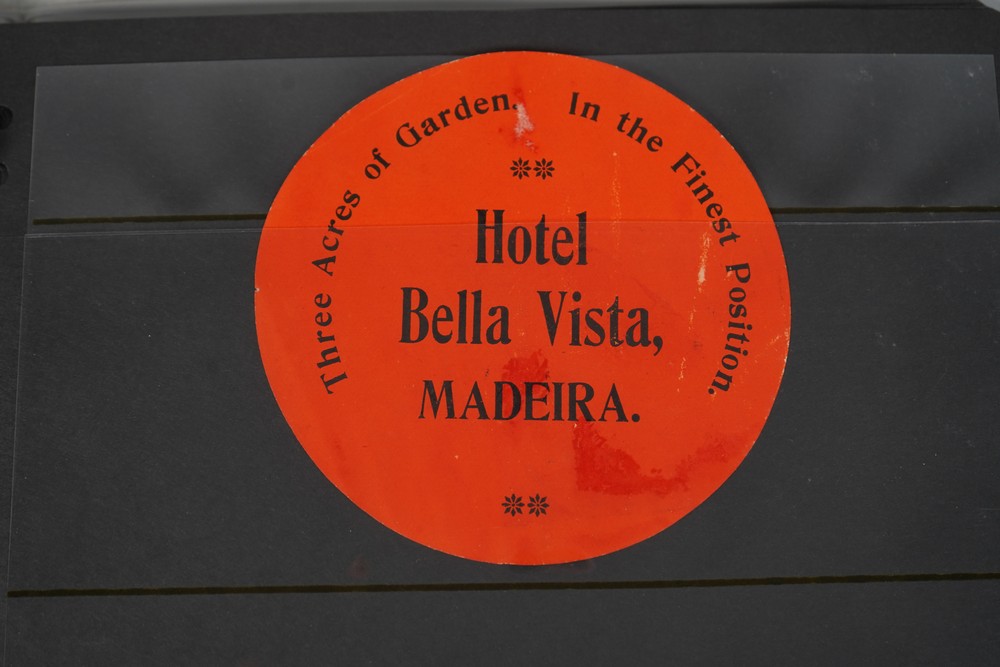 Three Acres of Garden. In the Finest Position.
Hotel
Bella Vista,
MADEIRA.